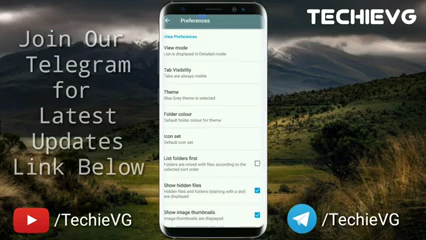 TECHIEVG
Join Our
Telegram
for
Latest
Updates
Link Below
Preferences
View Preferences
View mode
List is displayed in Detailed mode
Tab Visibility
Tabs are always visible
Theme
Blue Grey theme is selected
Folder colour
Default folder colour for theme
Icon set
Default icon set
List folders first
Folders are mixed with files according to the
selected sort order
Show hidden files
Hidden files and folders (starting with a dot)
are displayed
Show image thumbnails
Image thumbnails are displayed
/TechieVG
/TechieVG